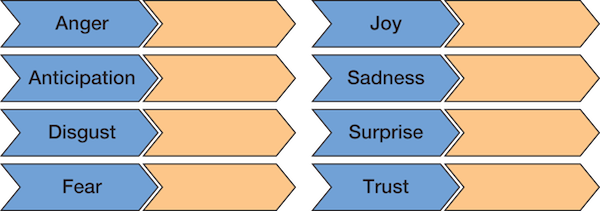 Anger
Anticipation
Disgust
Fear
Joy
Sadness
Surprise
Trust